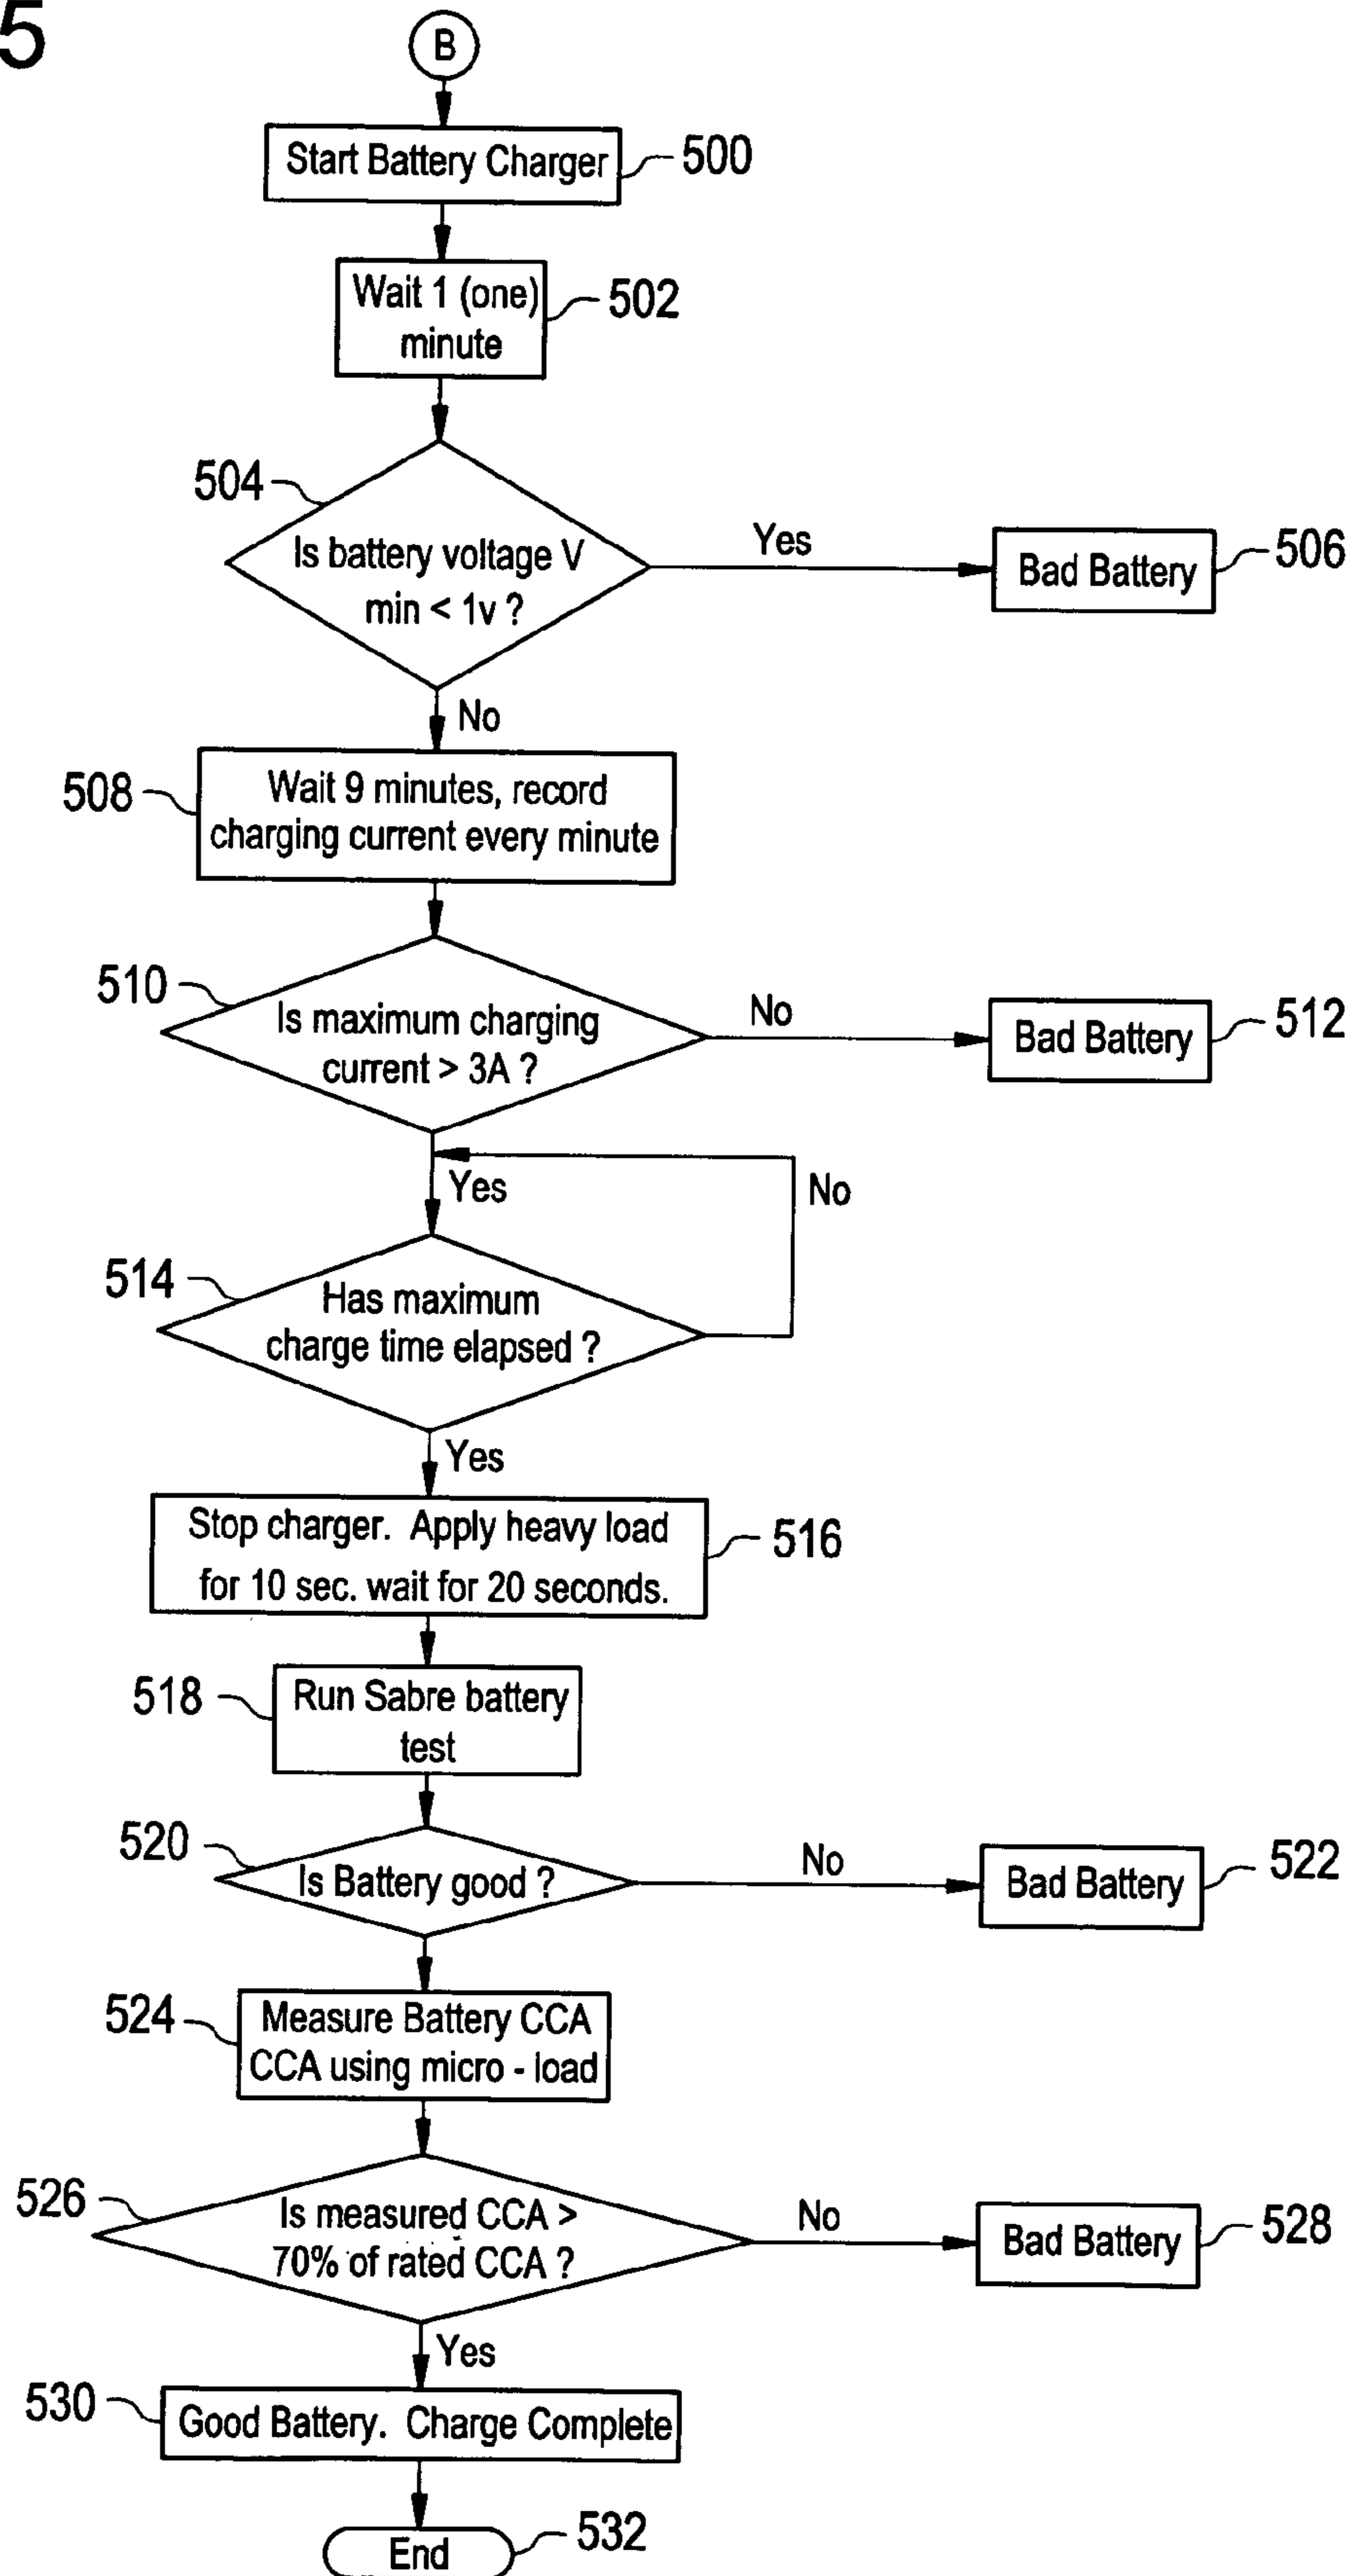 5
B
Start Battery Charger
500
Wait 1 (one)
minute
502
504
Is battery voltage V
min < 1v ?
Yes
Bad Battery
506
No
508
Wait 9 minutes, record
charging current every minute
510
Is maximum charging
current > 3A ?
No
Bad Battery
512
Yes
No
514
Has maximum
charge time elapsed ?
Yes
Stop charger. Apply heavy load
for 10 sec. wait for 20 seconds.
516
518
Run Sabre battery
test
520
Is Battery good ?
No
Bad Battery
522
524
Measure Battery CCA
CCA using micro - load
526
Is measured CCA >
70% of rated CCA ?
No
Bad Battery
528
Yes
530
Good Battery. Charge Complete
End
532